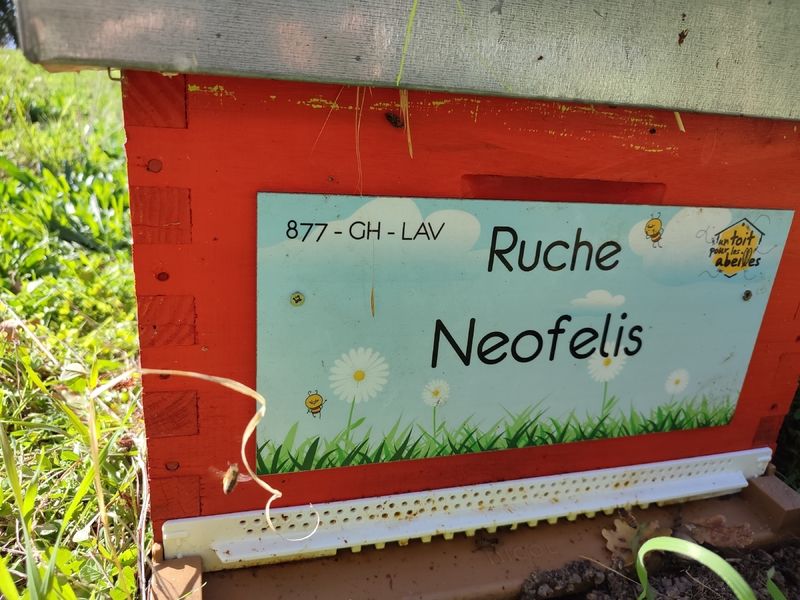 877 - GH - LAV
Ruche
Neofelis
un toit
pour les
abeilles